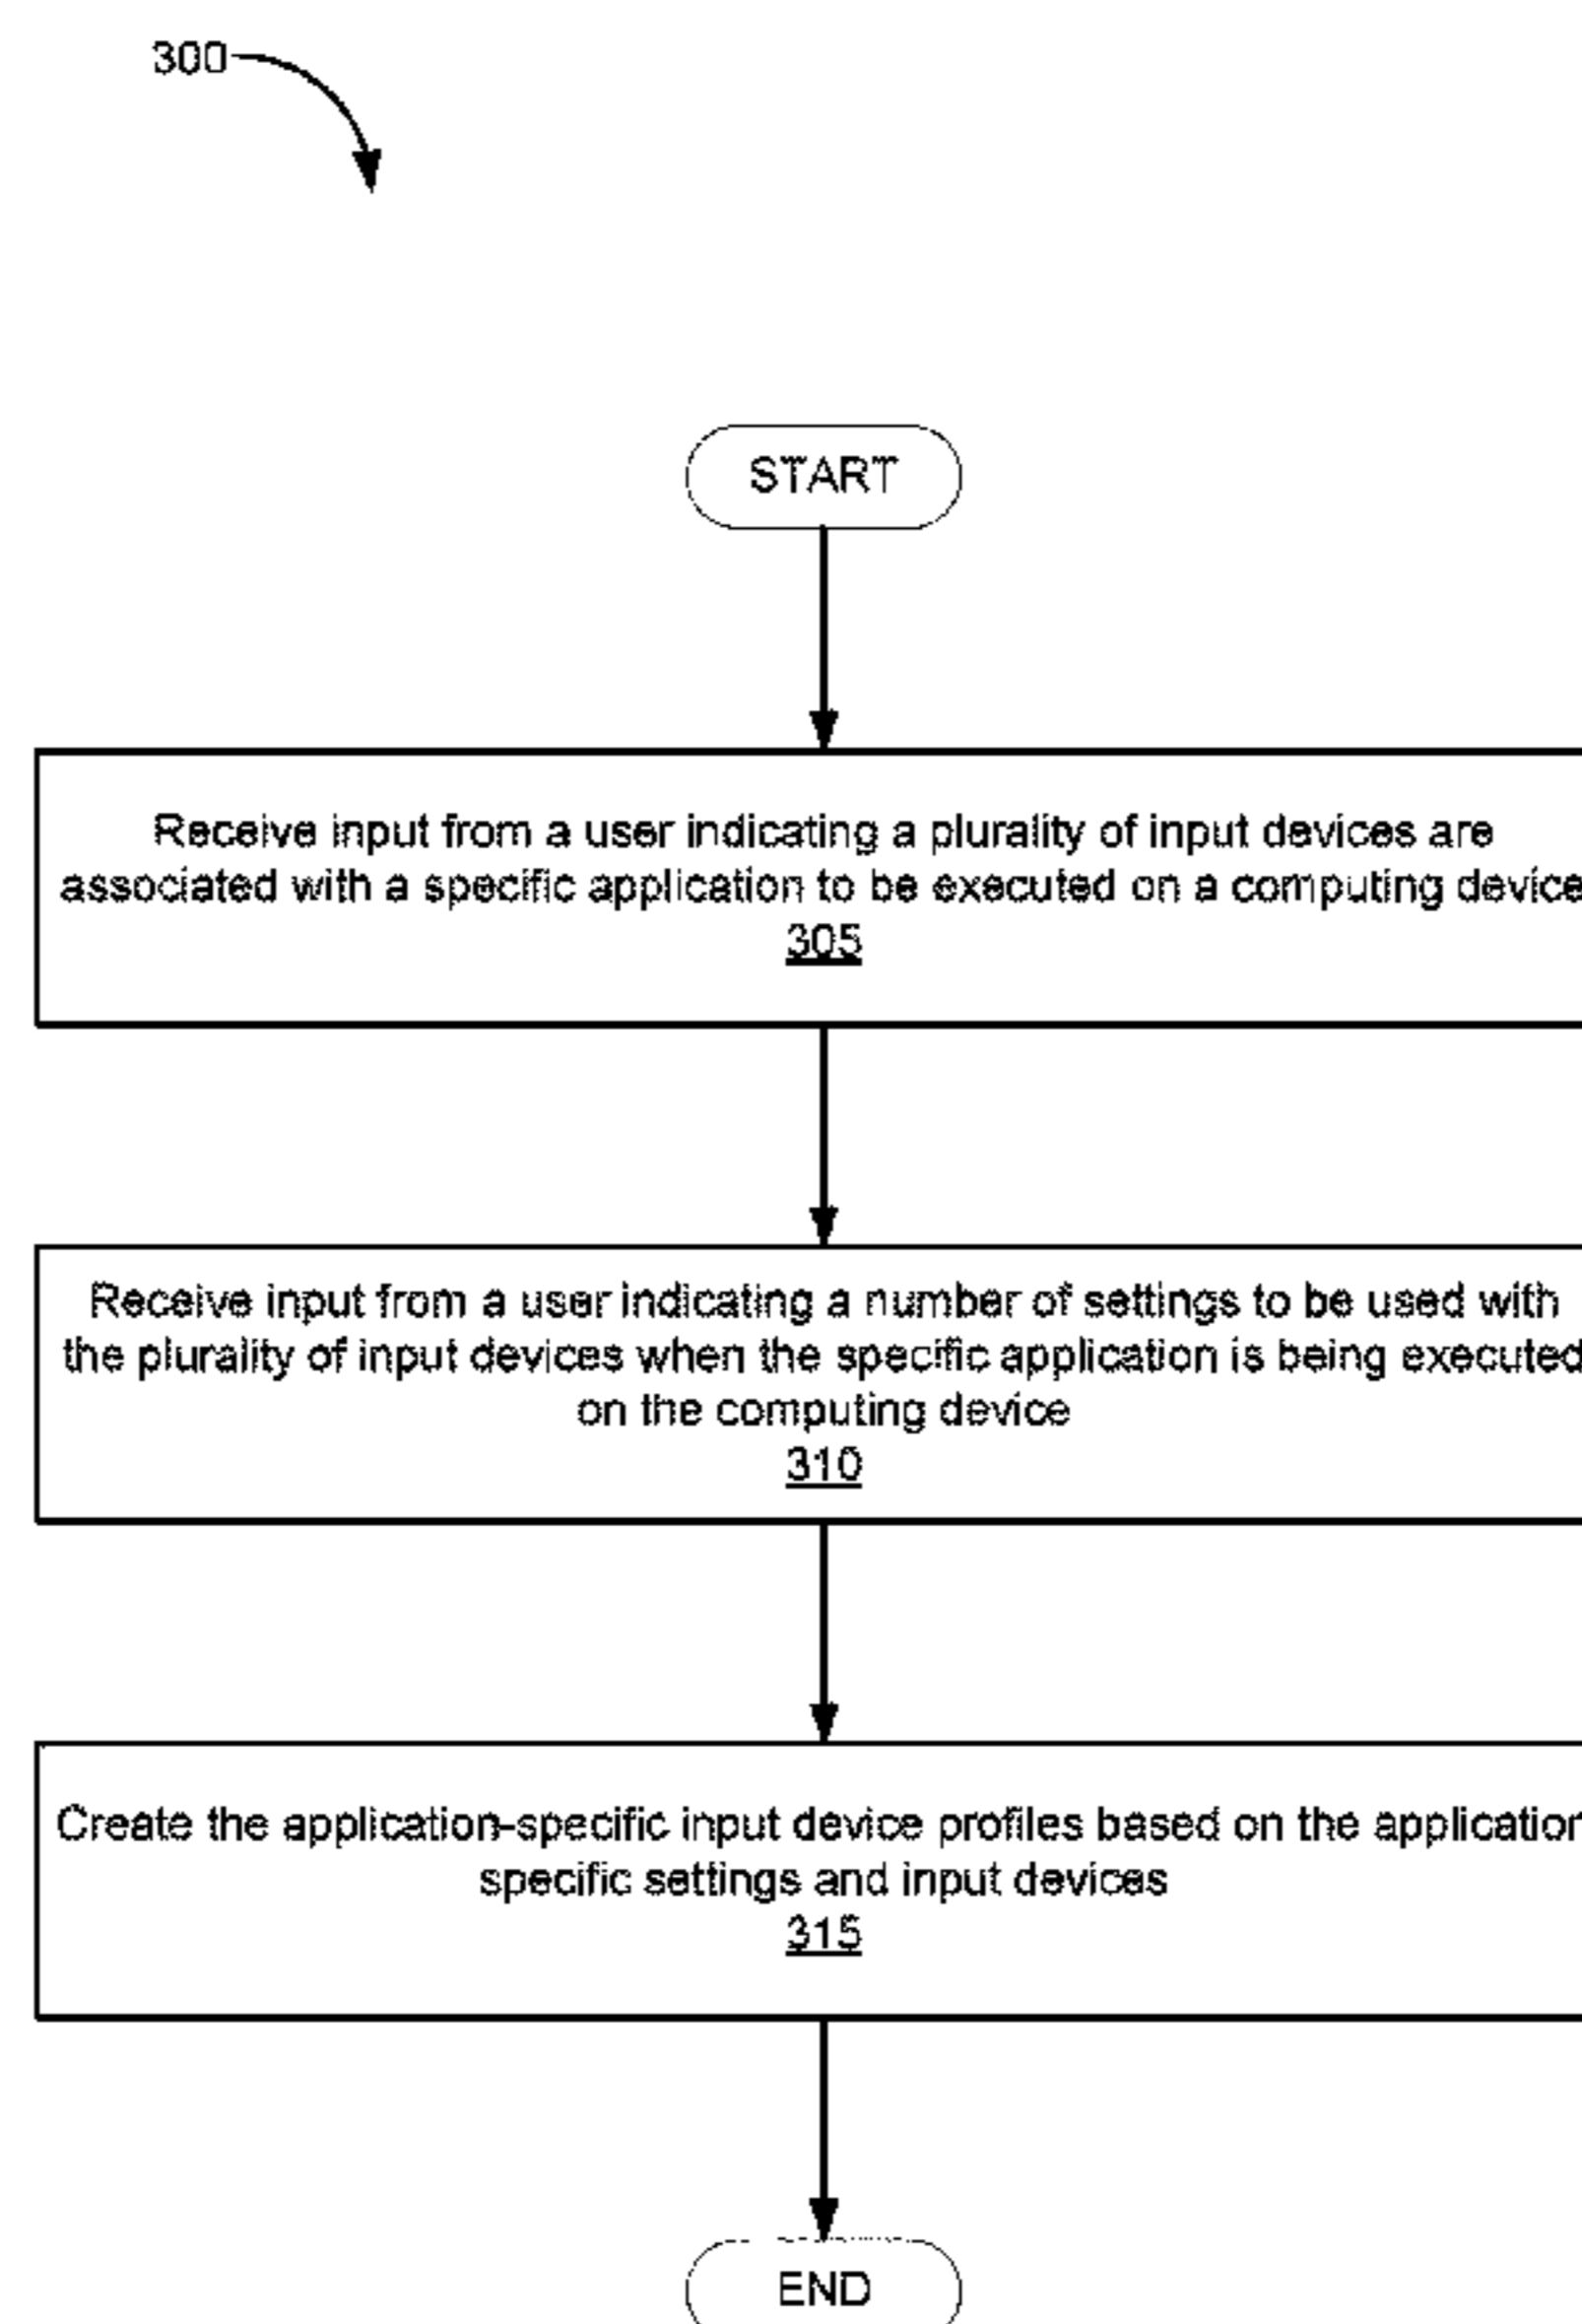 300
START
Receive input from a user indicating a plurality of input devices are
associated with a specific application to be executed on a computing device
305
Receive input from a user indicating a number of settings to be used with
the plurality of input devices when the specific application is being executed
on the computing device
310
Create the application-specific input device profiles based on the application
specific settings and input devices
315
END